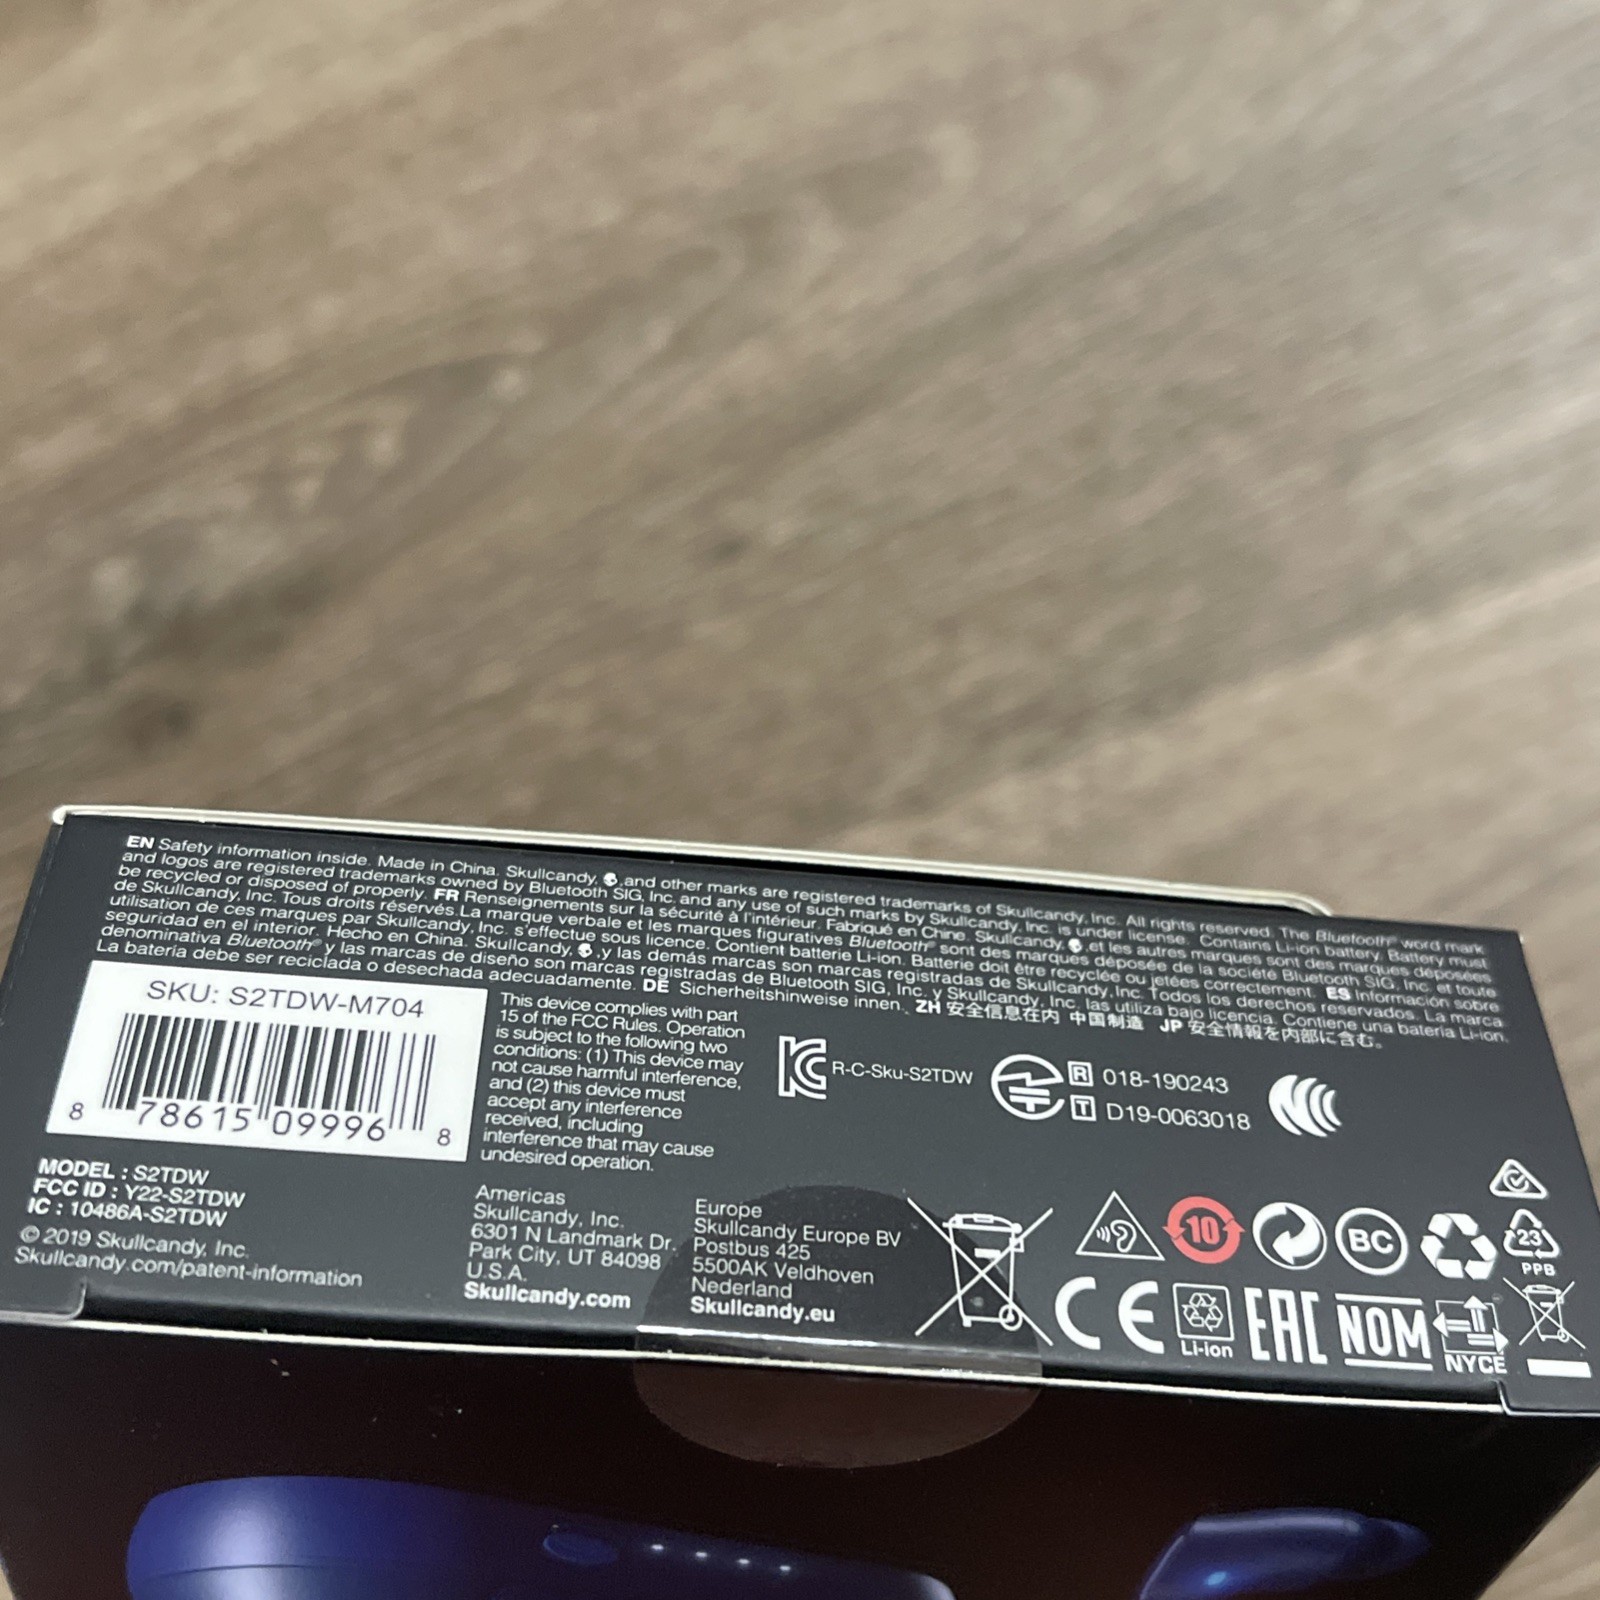 EN Safety information inside. Made in China. Skullcandy, ,and other marks are registered trademarks of Skullcandy, Inc. All rights reserved. The Bluetooth® word mark
and logos are registered trademarks owned by Bluetooth SIG, Inc. and any use of such marks by Skullcandy, Inc. is under license. Contains Li-ion battery. Battery must
be recycled or disposed of properly. FR Renseignements sur la sécurité à l'intérieur. Fabriqué en Chine. Skullcandy, ,et les autres marques sont des marques déposées
de Skullcandy, Inc. Tous droits réservés. La marque verbale et les marques figuratives Bluetooth® sont des marques déposée de la société Bluetooth SIG, Inc. et toute
utilisation de ces marques par Skullcandy, Inc. s'effectue sous licence. Contient batterie Li-ion. Batterie doit être recyclée ou jetées correctement. ES Información sobre
seguridad en el interior. Hecho en China. Skullcandy, ,y las demás marcas son marcas registradas de Skullcandy, Inc. Todos los derechos reservados. La marca
denominativa Bluetooth® y las marcas de diseño son marcas registradas de Bluetooth SIG, Inc. y Skullcandy, Inc. las utiliza bajo licencia. Contiene una batería Li-ion.
La batería debe ser reciclada o desechada adecuadamente. DE Sicherheitshinweise innen. ZH 安全信息在内 中国制造 JP 安全情報を内部に含む。
SKU: S2TDW-M704
8 78615 09996 8
This device complies with part
15 of the FCC Rules. Operation
is subject to the following two
conditions: (1) This device may
not cause harmful interference,
and (2) this device must
accept any interference
received, including
interference that may cause
undesired operation.
R-C-Sku-S2TDW
R 018-190243
T D19-0063018
MODEL : S2TDW
FCC ID : Y22-S2TDW
IC : 10486A-S2TDW
© 2019 Skullcandy, Inc.
Skullcandy.com/patent-information
Americas
Skullcandy, Inc.
6301 N Landmark Dr.
Park City, UT 84098
U.S.A.
Skullcandy.com
Europe
Skullcandy Europe BV
Postbus 425
5500AK Veldhoven
Nederland
Skullcandy.eu
10
BC
23
PPB
CE
Li-ion
EAC
NOM
NYCE